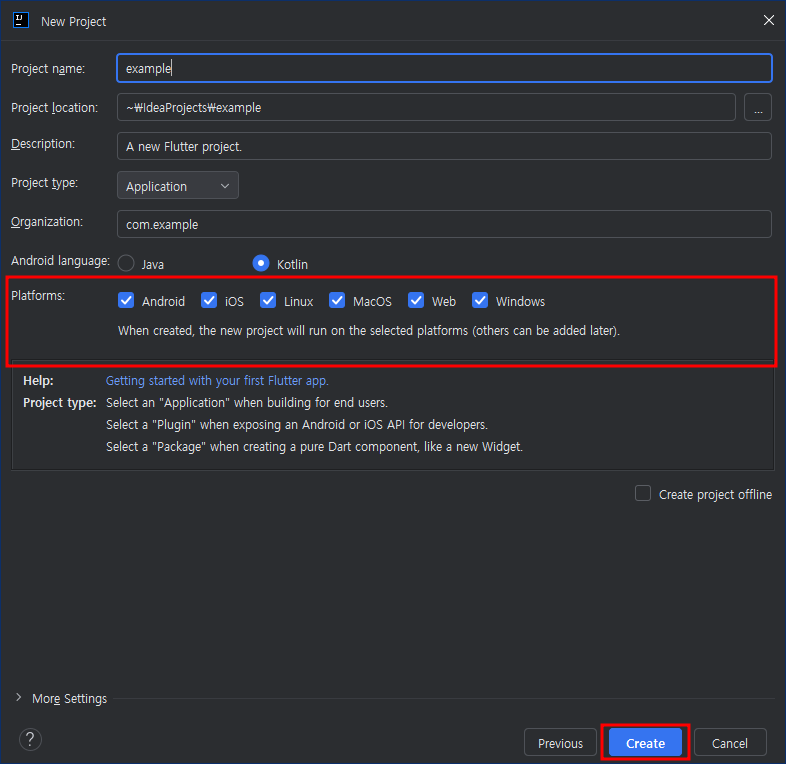 IJ New Project
Project name: example
Project location: ~₩IdeaProjects₩example ...
Description: A new Flutter project.
Project type: Application
Organization: com.example
Android language: Java Kotlin
Platforms: Android iOS Linux MacOS Web Windows
When created, the new project will run on the selected platforms (others can be added later).
Help: Getting started with your first Flutter app.
Project type: Select an "Application" when building for end users.
Select a "Plugin" when exposing an Android or iOS API for developers.
Select a "Package" when creating a pure Dart component, like a new Widget.
Create project offline
More Settings
? Previous Create Cancel